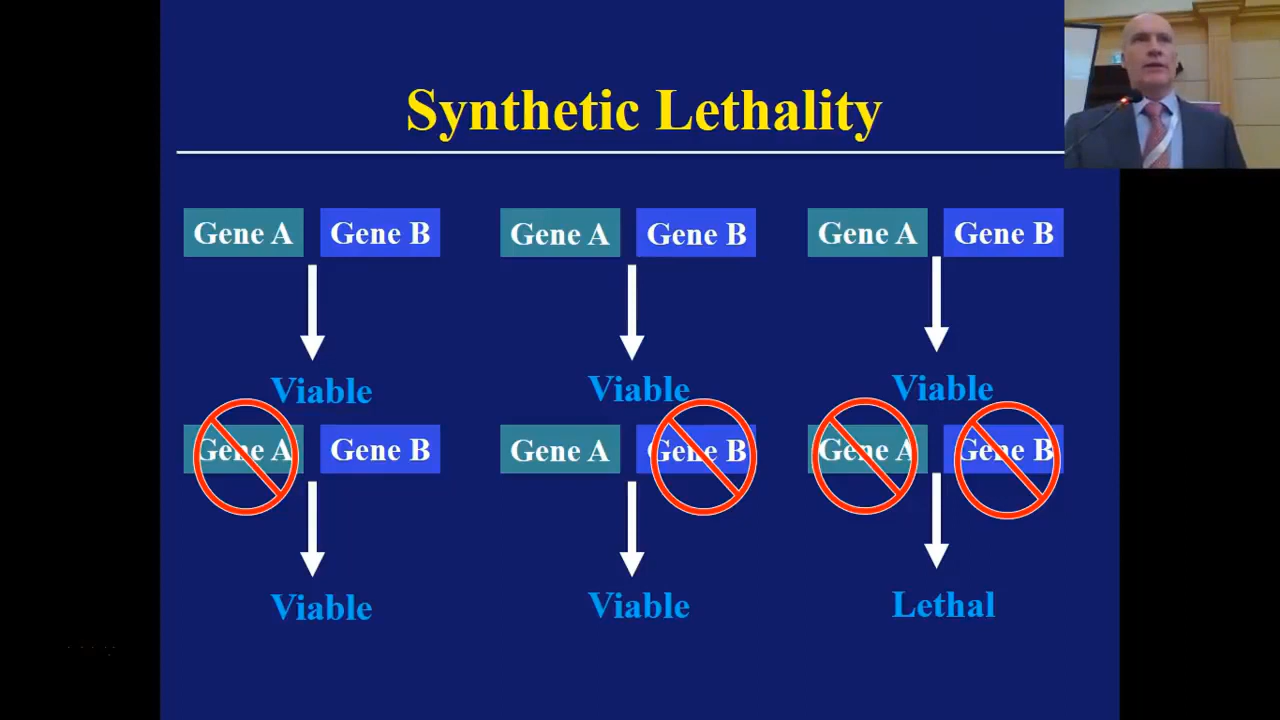 Synthetic Lethality
Gene A Gene B Gene A Gene B Gene A Gene B
Viable Viable Viable
Gene A Gene B Gene A Gene B Gene A Gene B
Viable Viable Lethal